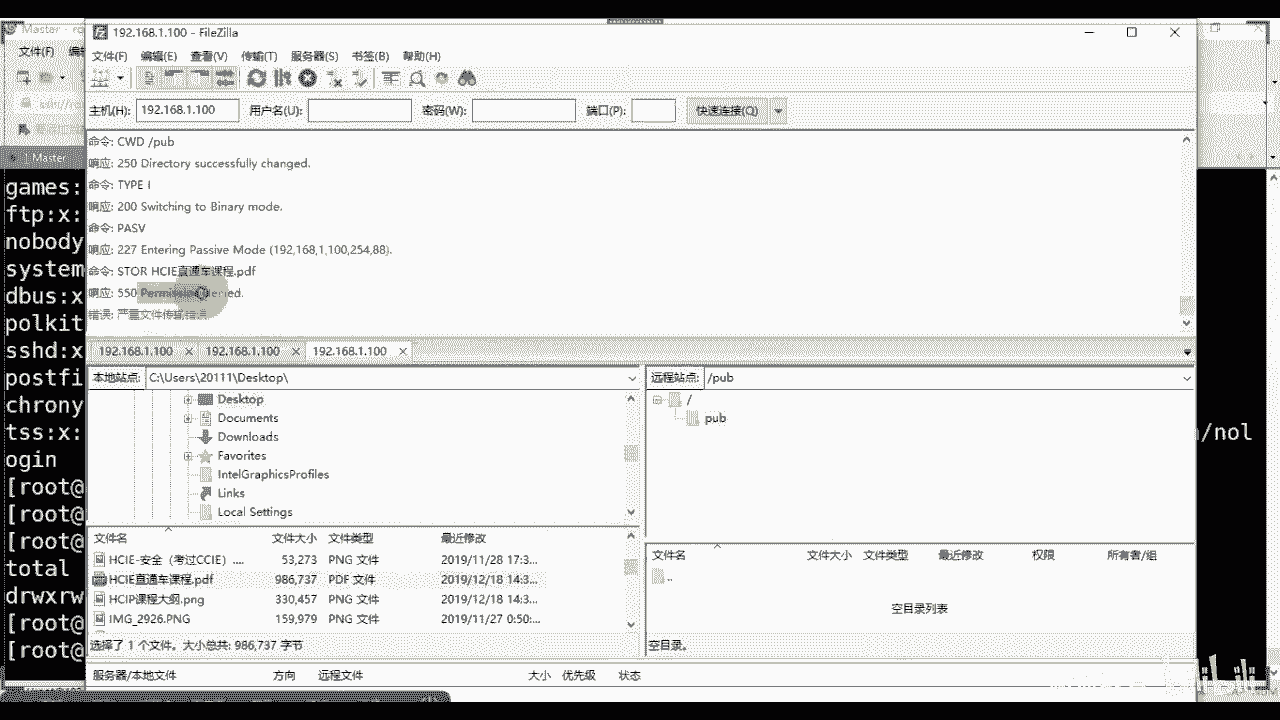 Master
192.168.1.100 - FileZilla
文件(F)
文件(F) 编辑(E) 查看(V) 传输(T) 服务器(S) 书签(B) 帮助(H)
主机(H): 192.168.1.100 用户名(U): 密码(W): 端口(P): 快速连接(Q)
命令: CWD /pub
Master
响应: 250 Directory successfully changed.
命令: TYPE I
响应: 200 Switching to Binary mode.
命令: PASV
响应: 227 Entering Passive Mode (192,168,1,100,254,88).
命令: STOR HCIE直通车课程.pdf
响应: 550 Permission denied.
错误: 严重文件传输错误
games:
ftp:x:
nobody
system
dbus:x
polkit
sshd:x
postfi
chrony
tss:x: /nol
ogin
[root@
[root@
[root@
total
drwxrw
[root@
[root@
192.168.1.100 192.168.1.100 192.168.1.100
本地站点: C:\Users\20111\Desktop\
远程站点: /pub
Desktop
Documents
Downloads
Favorites
IntelGraphicsProfiles
Links
Local Settings
/
pub
文件名 文件大小 文件类型 最近修改
HCIE-安全（考过CCIE）.... 53,273 PNG 文件 2019/11/28 17:3...
HCIE直通车课程.pdf 986,737 PDF 文件 2019/12/18 14:3...
HCIP课程大纲.png 330,457 PNG 文件 2019/12/18 14:3...
IMG_2926.PNG 159,979 PNG 文件 2019/11/27 0:50:...
选择了 1 个文件。大小总共: 986,737 字节
文件名 文件大小 文件类型 最近修改 权限 所有者/组
..
空目录列表
空目录。
服务器/本地文件 方向 远程文件 大小 优先级 状态